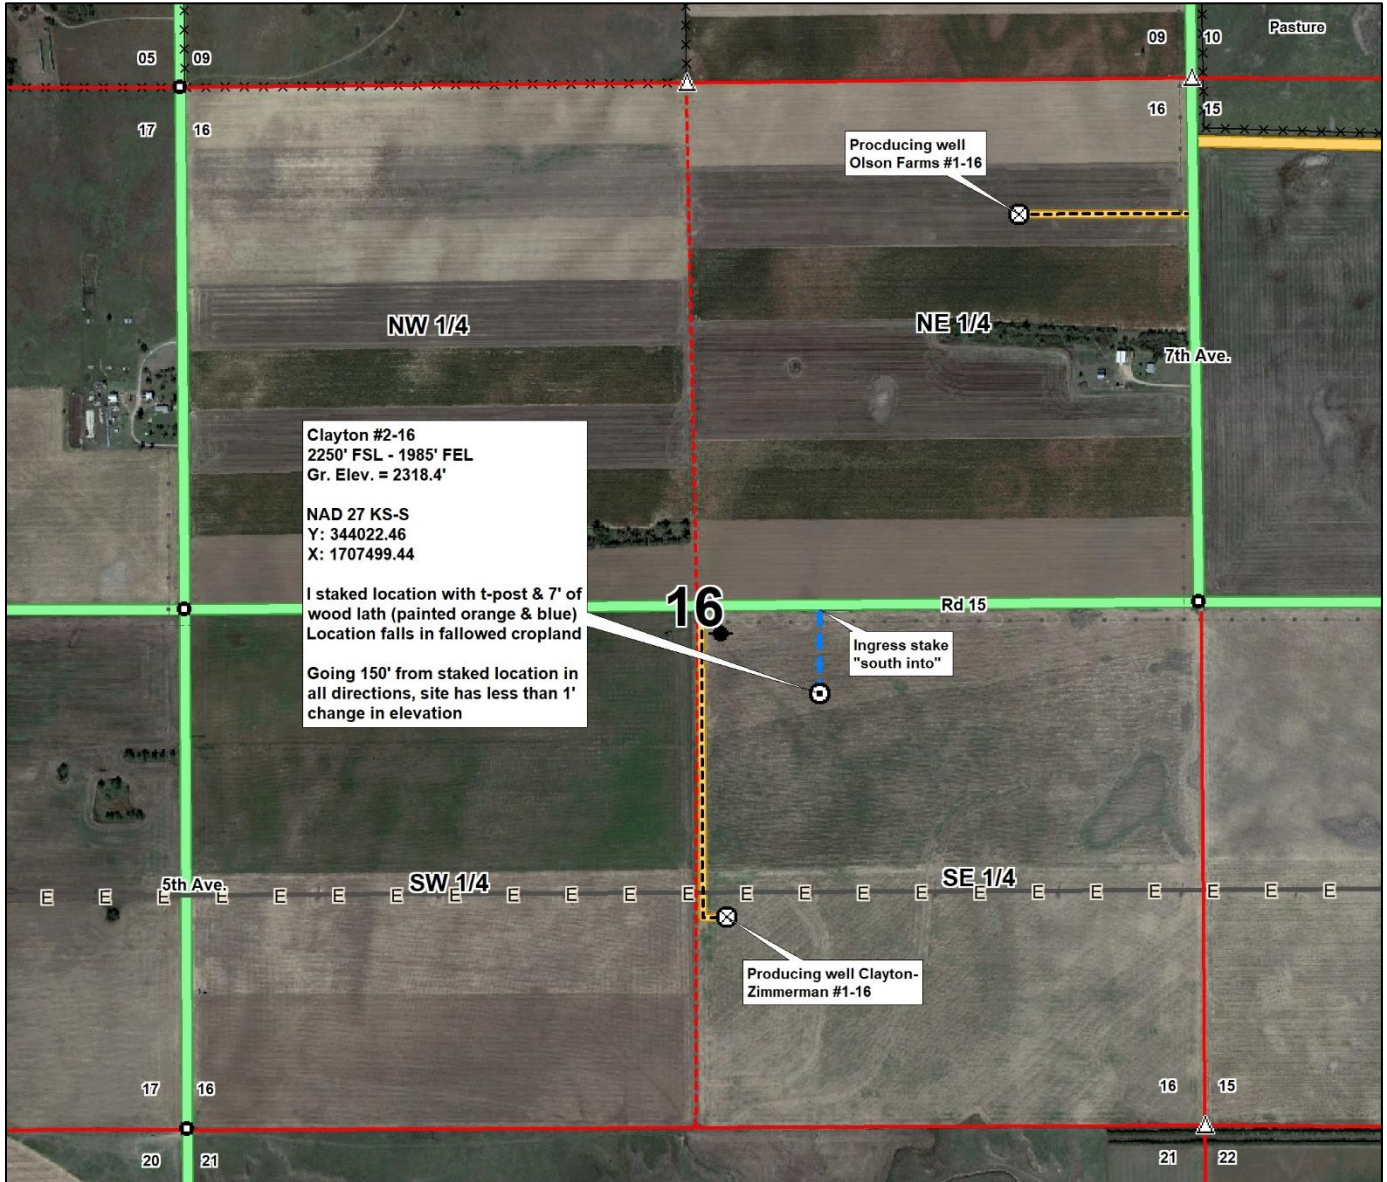 Pasture
05 09
09 10
17 16
16 15
Procducing well
Olson Farms #1-16
NW 1/4
NE 1/4
7th Ave.
Clayton #2-16
2250' FSL - 1985' FEL
Gr. Elev. = 2318.4'
NAD 27 KS-S
Y: 344022.46
X: 1707499.44
I staked location with t-post & 7' of
wood lath (painted orange & blue)
Location falls in fallowed cropland
Going 150' from staked location in
all directions, site has less than 1'
change in elevation
16
Rd 15
Ingress stake
"south into"
5th Ave.
SW 1/4
SE 1/4
E E E E E E E E E E E E E E E E E E E E E E E
Producing well Clayton-
Zimmerman #1-16
17 16
16 15
20 21
21 22